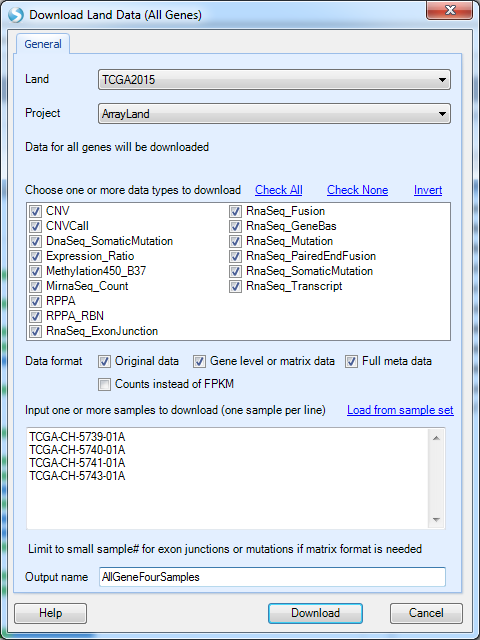 Download Land Data (All Genes)
General
Land TCGA2015
Project ArrayLand
Data for all genes will be downloaded
Choose one or more data types to download Check All Check None Invert
CNV RnaSeq_Fusion
CNVCall RnaSeq_GeneBas
DnaSeq_SomaticMutation RnaSeq_Mutation
Expression_Ratio RnaSeq_PairedEndFusion
Methylation450_B37 RnaSeq_SomaticMutation
MirnaSeq_Count RnaSeq_Transcript
RPPA
RPPA_RBN
RnaSeq_ExonJunction
Data format Original data Gene level or matrix data Full meta data
Counts instead of FPKM
Input one or more samples to download (one sample per line) Load from sample set
TCGA-CH-5739-01A
TCGA-CH-5740-01A
TCGA-CH-5741-01A
TCGA-CH-5743-01A
Limit to small sample# for exon junctions or mutations if matrix format is needed
Output name AllGeneFourSamples
Help Download Cancel